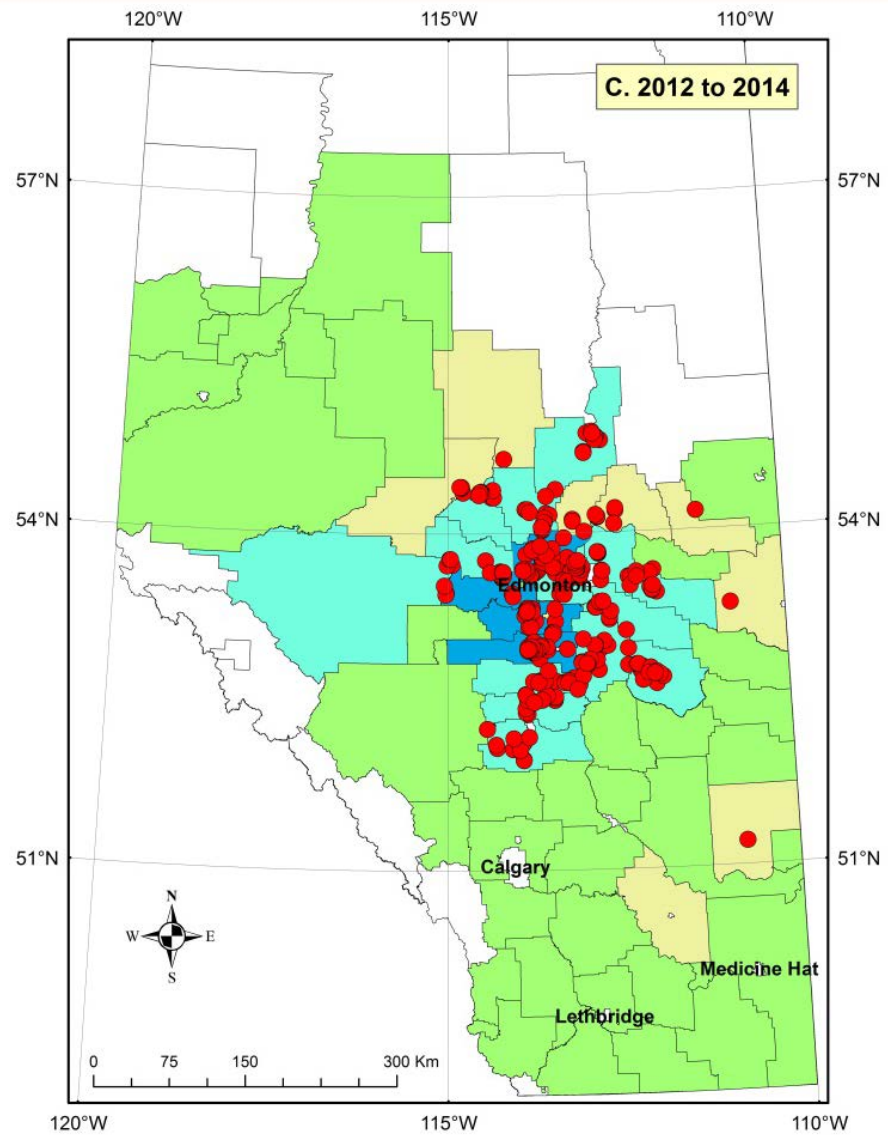 120°W 115°W 110°W
C. 2012 to 2014
57°N 57°N
54°N 54°N
Edmonton
51°N 51°N
Calgary
N
W E
S
Medicine Hat
Lethbridge
0 75 150 300 Km
120°W 115°W 110°W